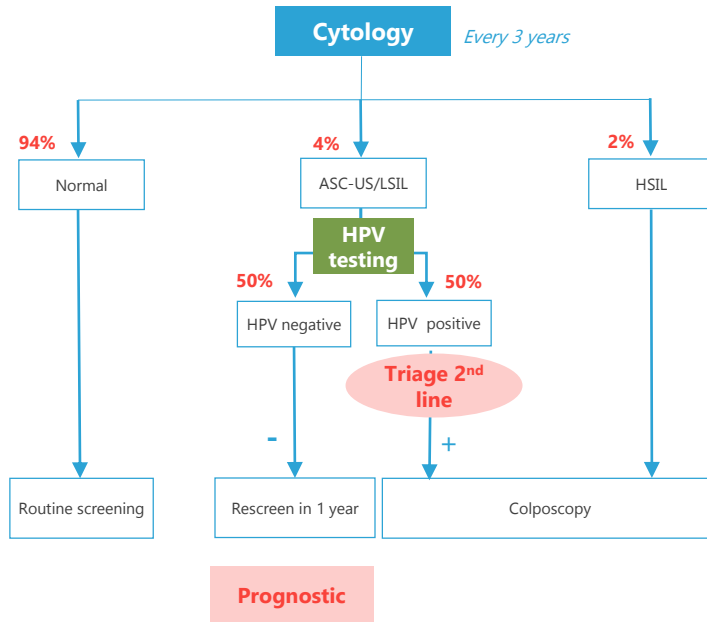 Cytology
Every 3 years
94%
4%
2%
Normal
ASC-US/LSIL
HSIL
HPV
testing
50%
50%
HPV negative
HPV positive
Triage 2nd
line
-
+
Routine screening
Rescreen in 1 year
Colposcopy
Prognostic